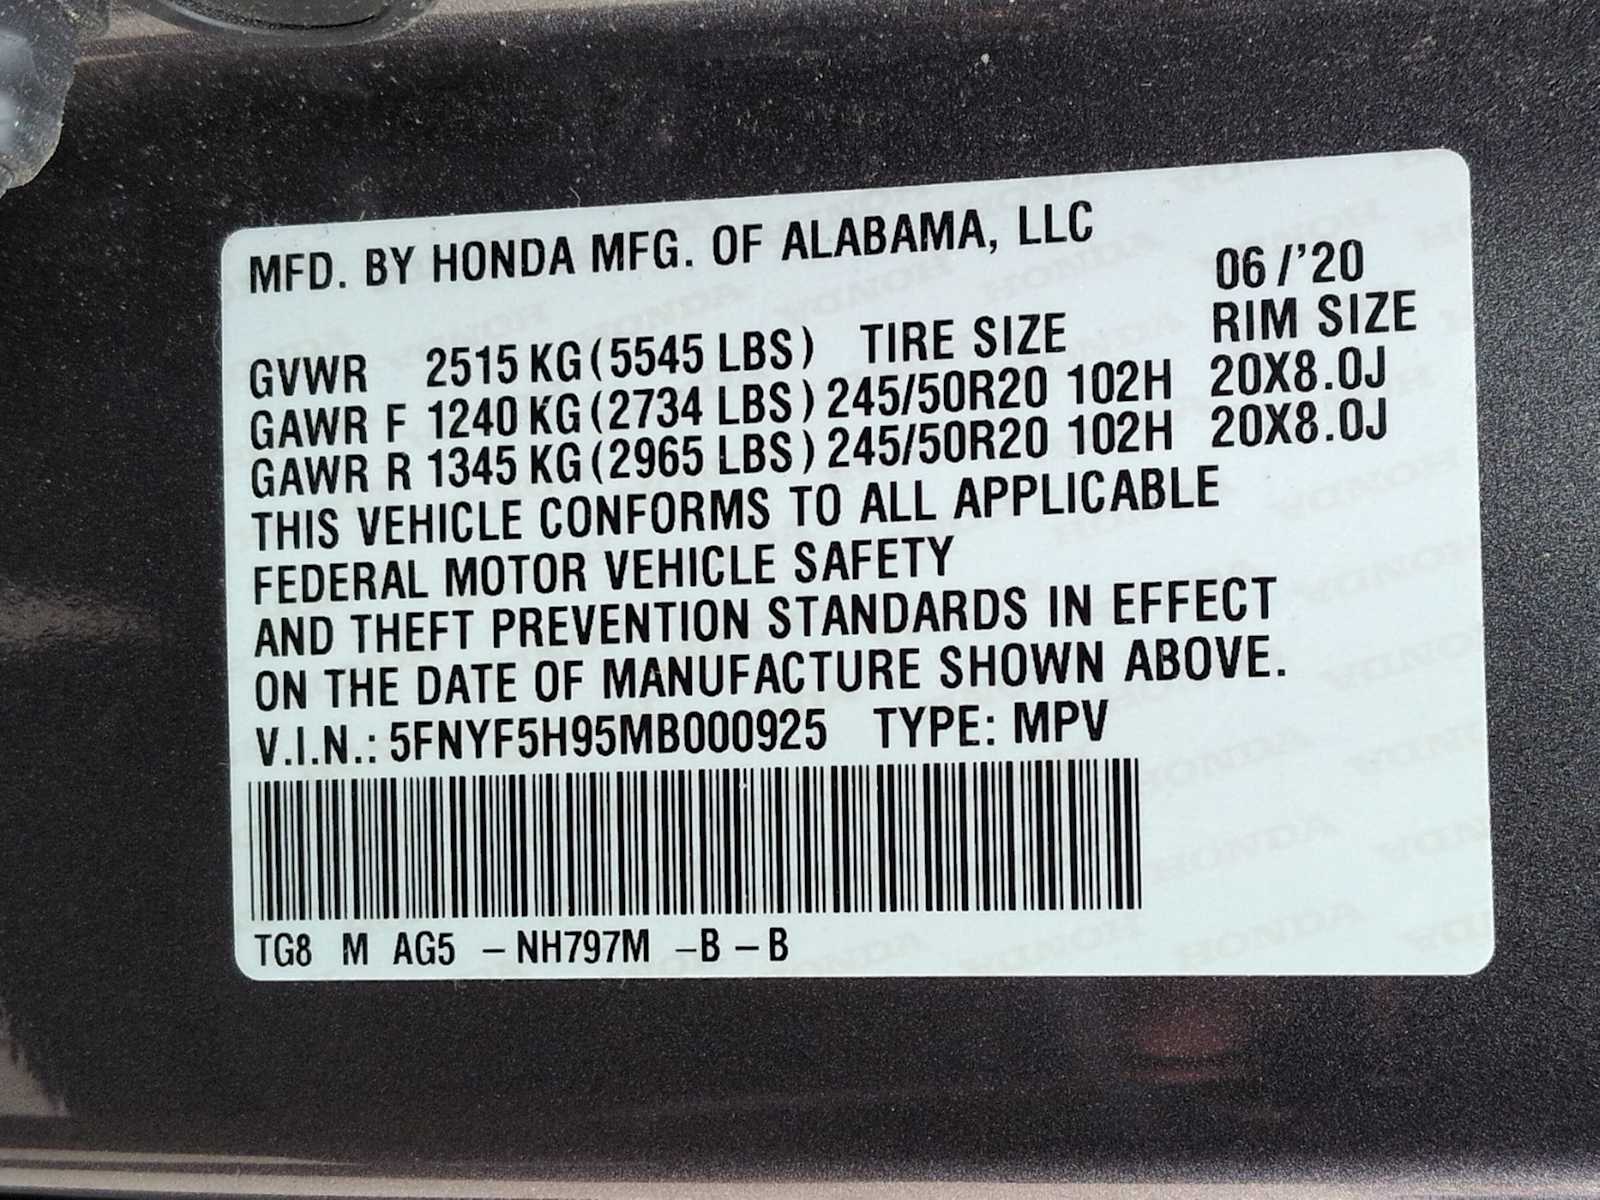 MFD. BY HONDA MFG. OF ALABAMA, LLC
06/'20
GVWR 2515 KG (5545 LBS) TIRE SIZE RIM SIZE
GAWR F 1240 KG (2734 LBS) 245/50R20 102H 20X8.0J
GAWR R 1345 KG (2965 LBS) 245/50R20 102H 20X8.0J
THIS VEHICLE CONFORMS TO ALL APPLICABLE
FEDERAL MOTOR VEHICLE SAFETY
AND THEFT PREVENTION STANDARDS IN EFFECT
ON THE DATE OF MANUFACTURE SHOWN ABOVE.
V.I.N.: 5FNYF5H95MB000925 TYPE: MPV
TG8 M AG5 – NH797M – B – B